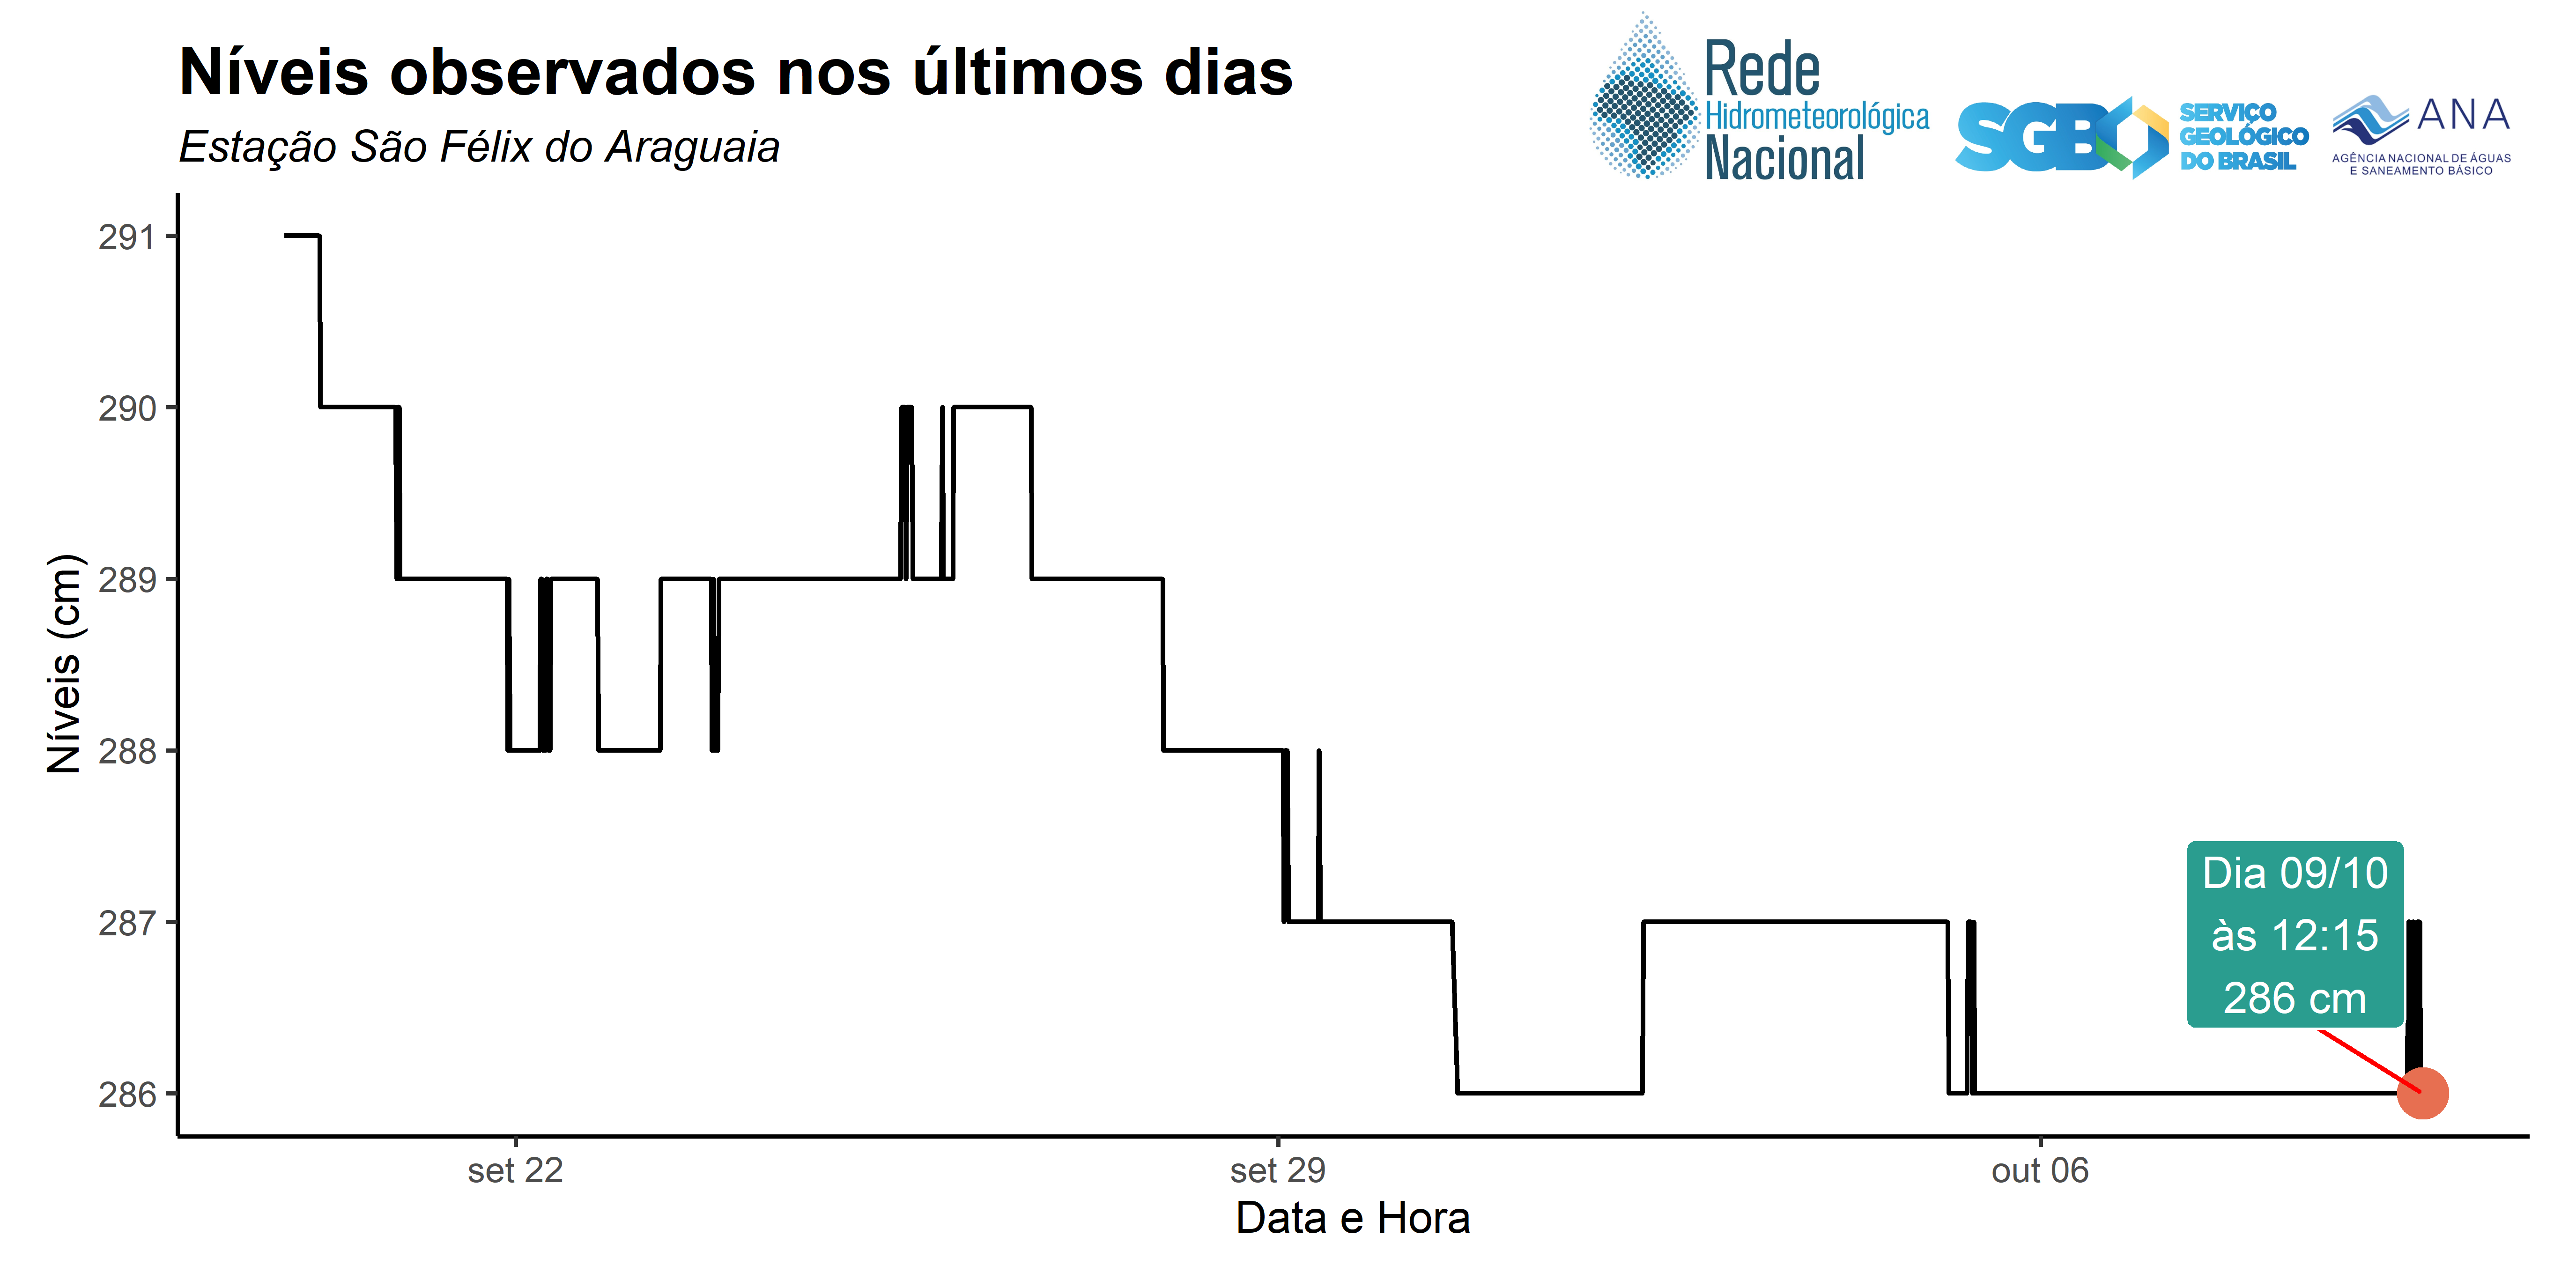 Níveis observados nos últimos dias
Estação São Félix do Araguaia
Rede
Hidrometeorológica
Nacional
SGB
SERVIÇO
GEOLÓGICO
DO BRASIL
ANA
AGÊNCIA NACIONAL DE ÁGUAS
E SANEAMENTO BÁSICO
Níveis (cm)
291
290
289
288
287
286
Dia 09/10
às 12:15
286 cm
set 22
set 29
out 06
Data e Hora